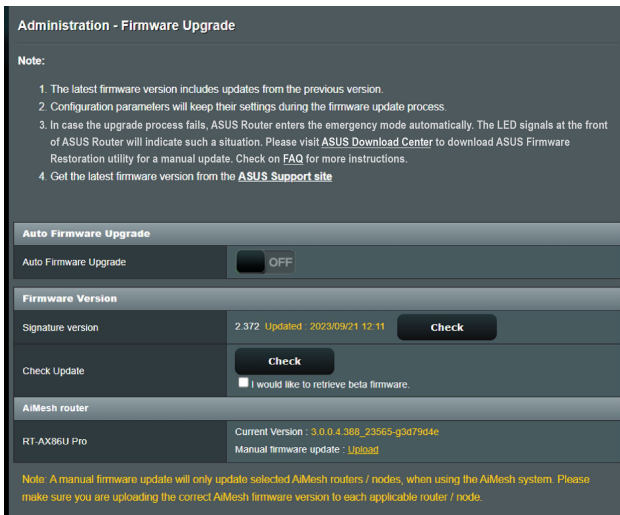 Administration - Firmware Upgrade
Note:
1. The latest firmware version includes updates from the previous version.
2. Configuration parameters will keep their settings during the firmware update process.
3. In case the upgrade process fails, ASUS Router enters the emergency mode automatically. The LED signals at the front
of ASUS Router will indicate such a situation. Please visit ASUS Download Center to download ASUS Firmware
Restoration utility for a manual update. Check on FAQ for more instructions.
4. Get the latest firmware version from the ASUS Support site
Auto Firmware Upgrade
Auto Firmware Upgrade OFF
Firmware Version
Signature version 2.372 Updated : 2023/09/21 12:11 Check
Check Update Check
I would like to retrieve beta firmware.
AiMesh router
RT-AX86U Pro Current Version : 3.0.0.4.388_23565-g3d79d4e
Manual firmware update : Upload
Note: A manual firmware update will only update selected AiMesh routers / nodes, when using the AiMesh system. Please
make sure you are uploading the correct AiMesh firmware version to each applicable router / node.